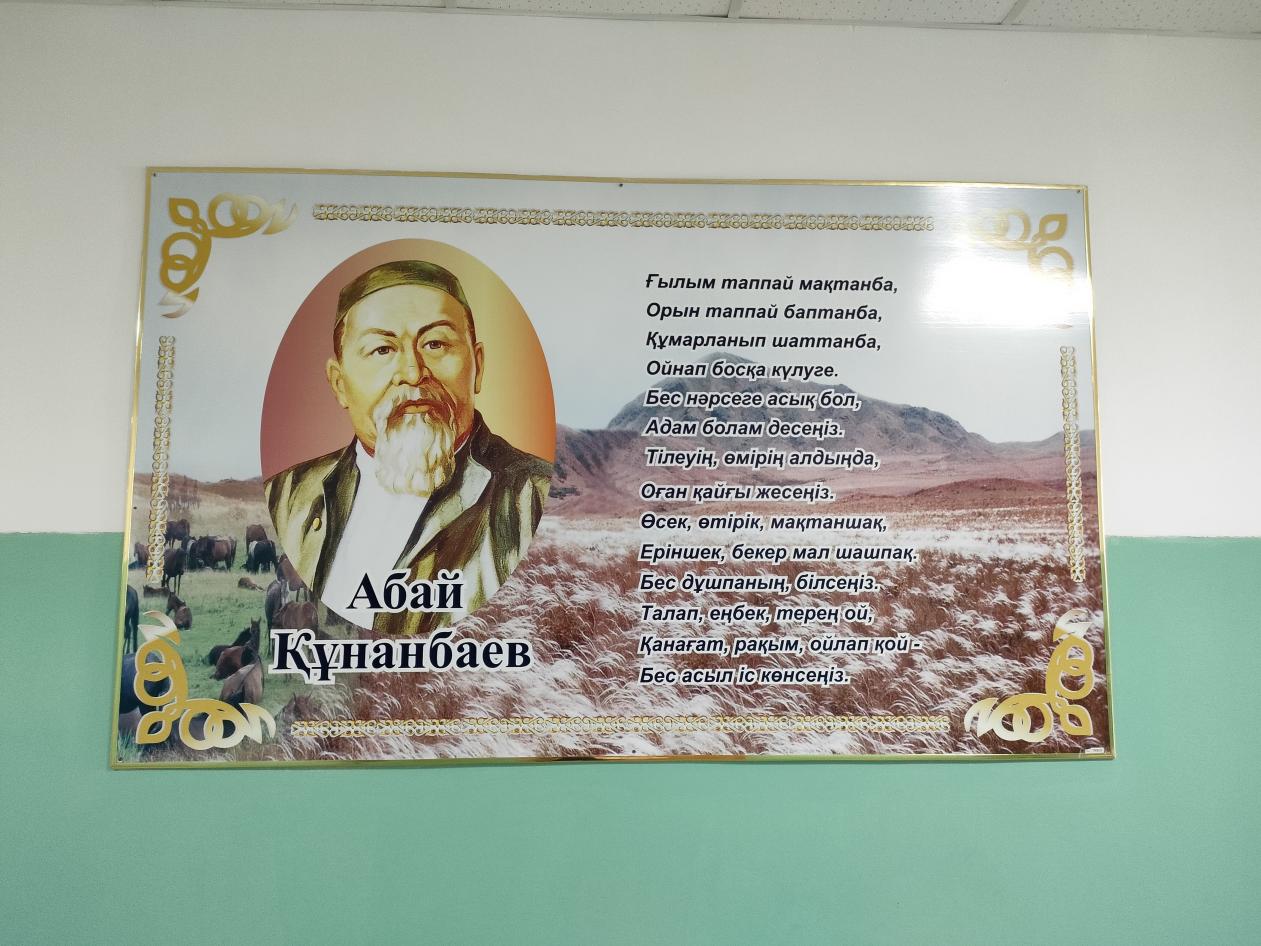 Ғылым таппай мақтанба,
Орын таппай баптанба,
Құмарланып шаттанба,
Ойнап босқа күлуге.
Бес нәрсеге асық бол,
Адам болам десеңіз.
Тілеуің, өмірің алдыңда,
Оған қайғы жесеңіз.
Өсек, өтірік, мақтаншақ,
Еріншек, бекер мал шашпақ.
Бес дұшпаның, білсеңіз.
Талап, еңбек, терең ой,
Қанағат, рақым, ойлап қой -
Бес асыл іс көнсеңіз.
Абай
Құнанбаев